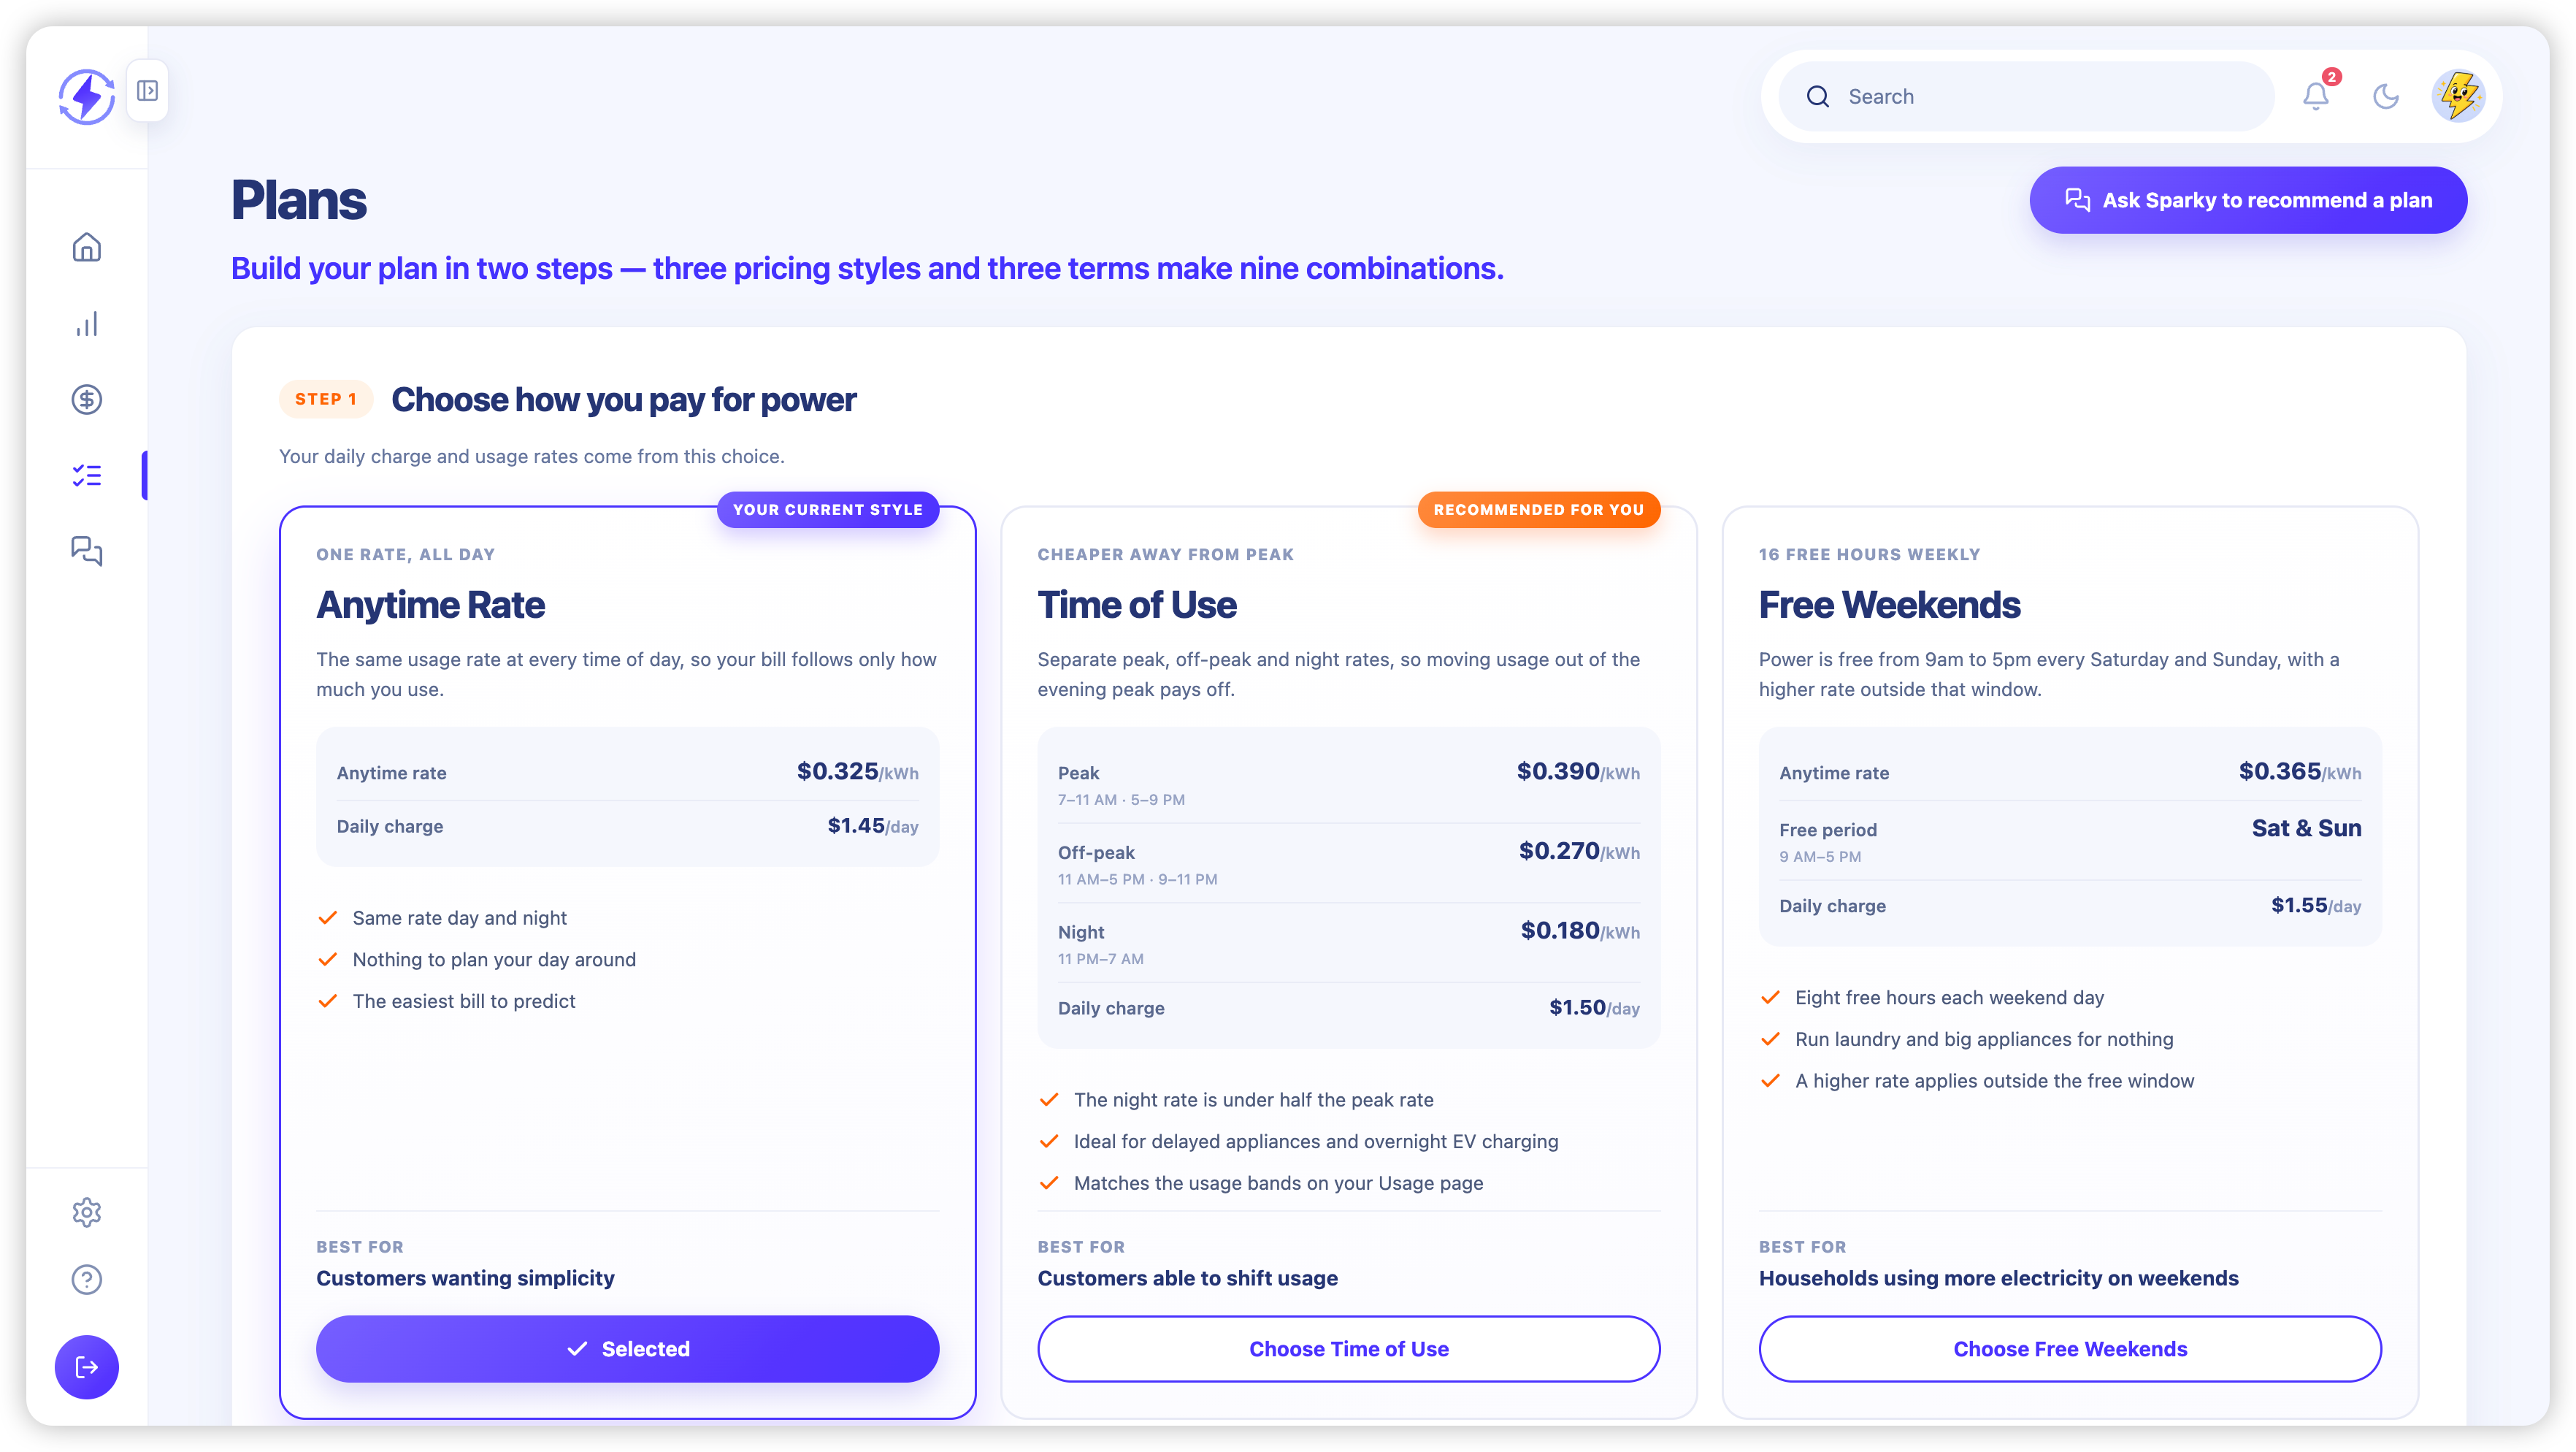 Search
2
Plans
Ask Sparky to recommend a plan
Build your plan in two steps — three pricing styles and three terms make nine combinations.
STEP 1
Choose how you pay for power
Your daily charge and usage rates come from this choice.
YOUR CURRENT STYLE
ONE RATE, ALL DAY
Anytime Rate
The same usage rate at every time of day, so your bill follows only how
much you use.
Anytime rate $0.325/kWh
Daily charge $1.45/day
Same rate day and night
Nothing to plan your day around
The easiest bill to predict
BEST FOR
Customers wanting simplicity
Selected
RECOMMENDED FOR YOU
CHEAPER AWAY FROM PEAK
Time of Use
Separate peak, off-peak and night rates, so moving usage out of the
evening peak pays off.
Peak $0.390/kWh
7–11 AM · 5–9 PM
Off-peak $0.270/kWh
11 AM–5 PM · 9–11 PM
Night $0.180/kWh
11 PM–7 AM
Daily charge $1.50/day
The night rate is under half the peak rate
Ideal for delayed appliances and overnight EV charging
Matches the usage bands on your Usage page
BEST FOR
Customers able to shift usage
Choose Time of Use
16 FREE HOURS WEEKLY
Free Weekends
Power is free from 9am to 5pm every Saturday and Sunday, with a
higher rate outside that window.
Anytime rate $0.365/kWh
Free period Sat & Sun
9 AM–5 PM
Daily charge $1.55/day
Eight free hours each weekend day
Run laundry and big appliances for nothing
A higher rate applies outside the free window
BEST FOR
Households using more electricity on weekends
Choose Free Weekends